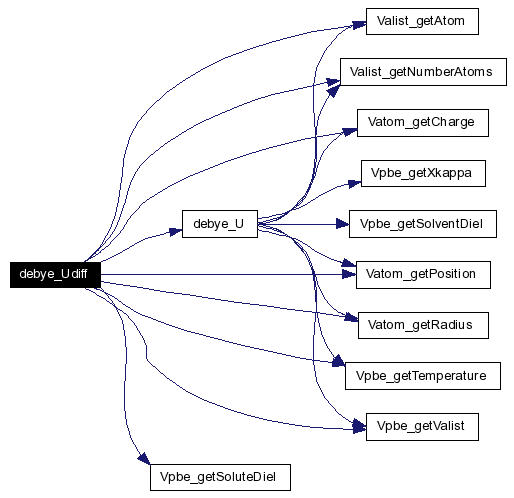 Valist_getAtom
Valist_getNumberAtoms
Vatom_getCharge
Vpbe_getXkappa
debye_U
Vpbe_getSolventDiel
debye_Udiff
Vatom_getPosition
Vatom_getRadius
Vpbe_getTemperature
Vpbe_getValist
Vpbe_getSoluteDiel